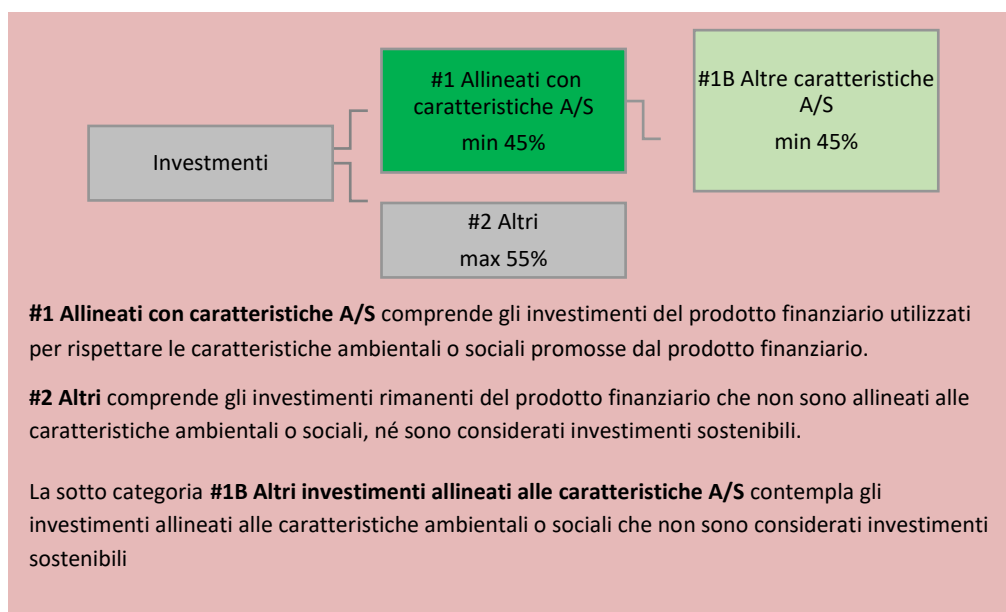 #1 Allineati con
caratteristiche A/S
min 45%
#1B Altre caratteristiche
A/S
min 45%
Investimenti
#2 Altri
max 55%
#1 Allineati con caratteristiche A/S comprende gli investimenti del prodotto finanziario utilizzati
per rispettare le caratteristiche ambientali o sociali promosse dal prodotto finanziario.
#2 Altri comprende gli investimenti rimanenti del prodotto finanziario che non sono allineati alle
caratteristiche ambientali o sociali, né sono considerati investimenti sostenibili.
La sotto categoria #1B Altri investimenti allineati alle caratteristiche A/S contempla gli
investimenti allineati alle caratteristiche ambientali o sociali che non sono considerati investimenti
sostenibili